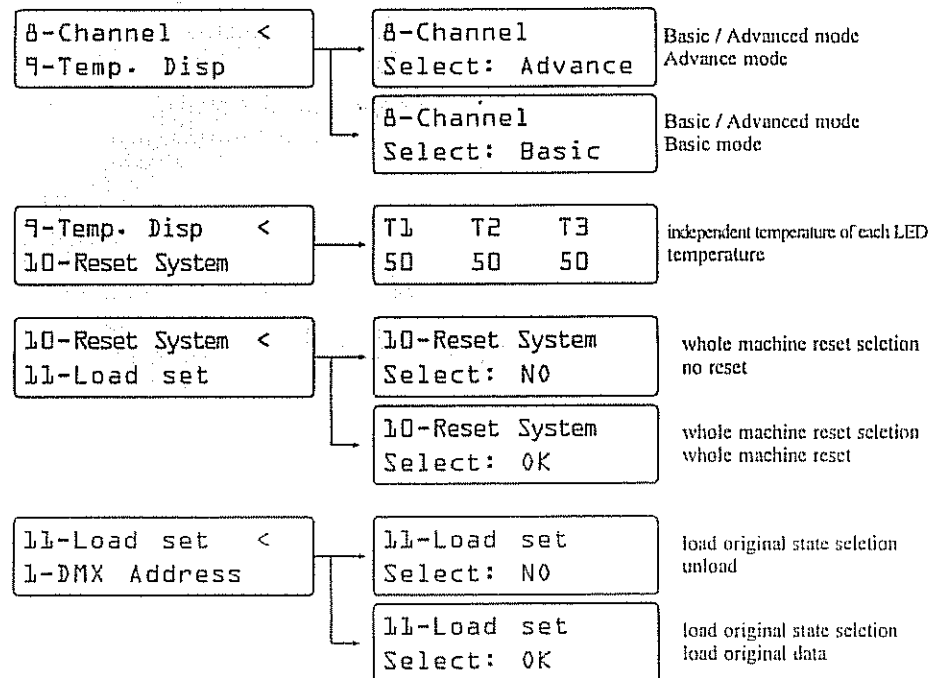 8-Channel <
9-Temp. Disp
8-Channel
Select: Advance
Basic / Advanced mode
Advance mode
8-Channel
Select: Basic
Basic / Advanced mode
Basic mode
9-Temp. Disp <
10-Reset System
T1 T2 T3
50 50 50
independent temperature of each LED
temperature
10-Reset System <
11-Load set
10-Reset System
Select: NO
whole machine reset seletion
no reset
10-Reset System
Select: OK
whole machine reset seletion
whole machine reset
11-Load set <
1-DMX Address
11-Load set
Select: NO
load original state seletion
unload
11-Load set
Select: OK
load original state selction
load original data